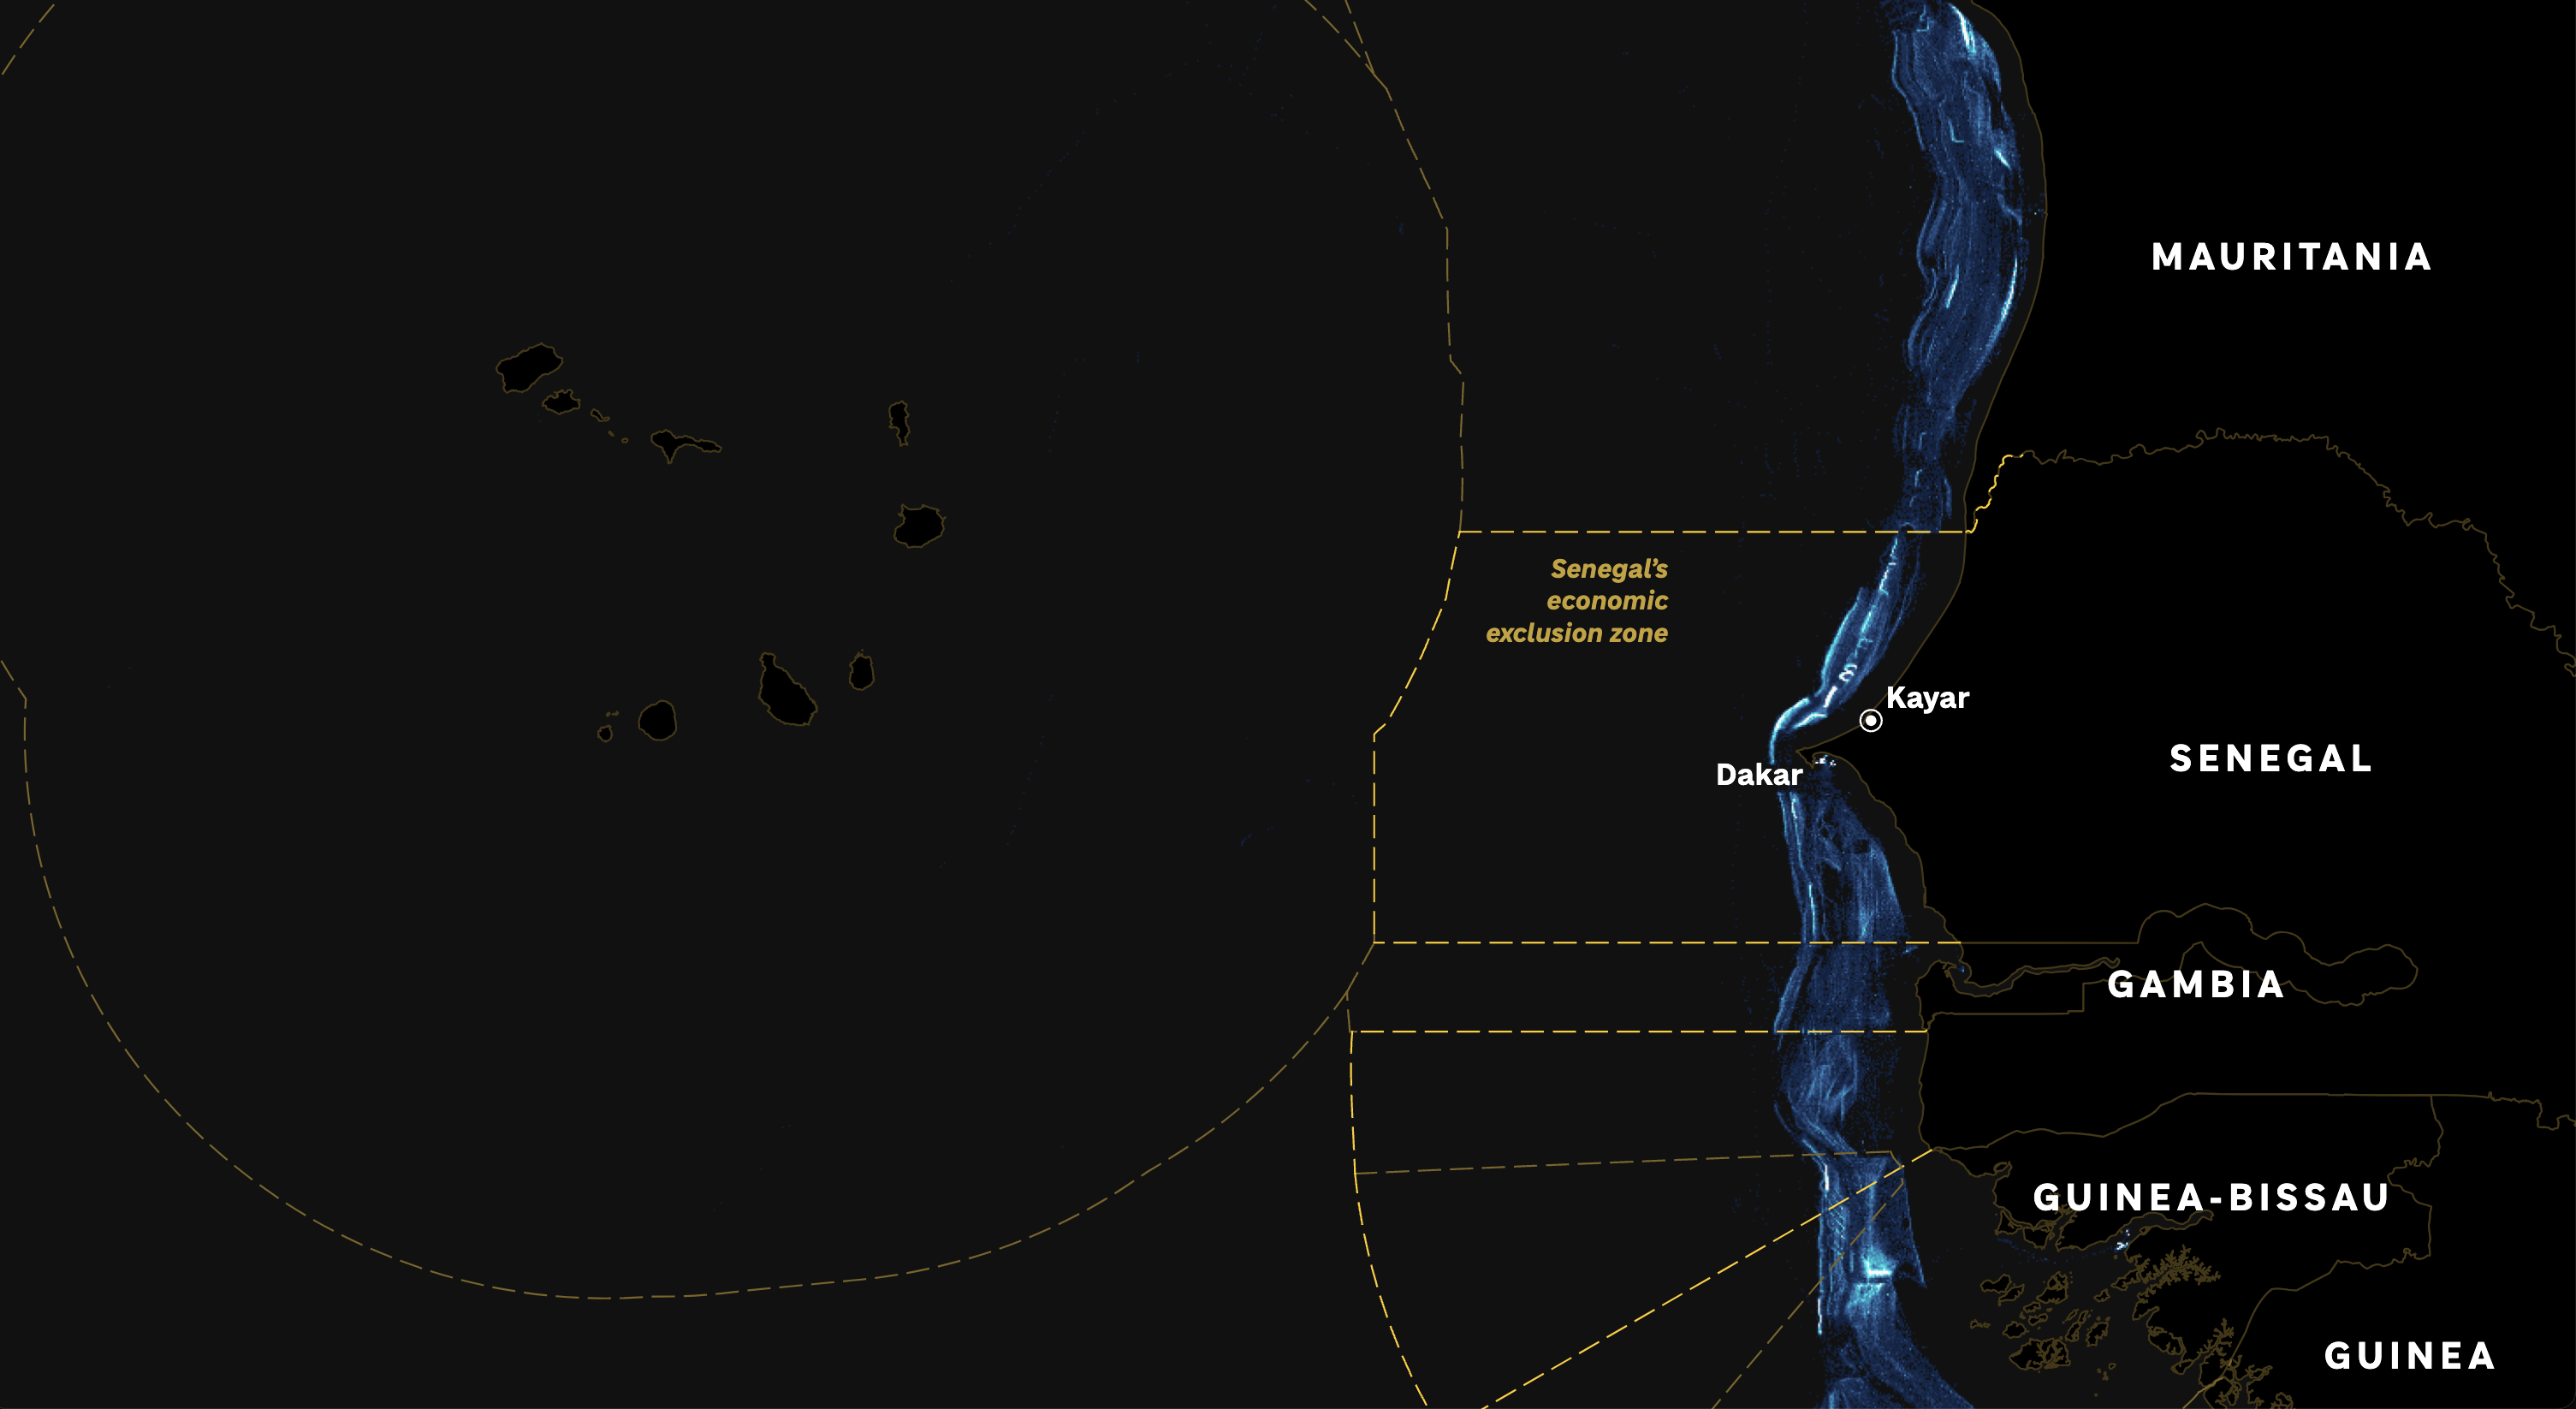 MAURITANIA
Senegal’s
economic
exclusion zone
Kayar
Dakar
SENEGAL
GAMBIA
GUINEA-BISSAU
GUINEA